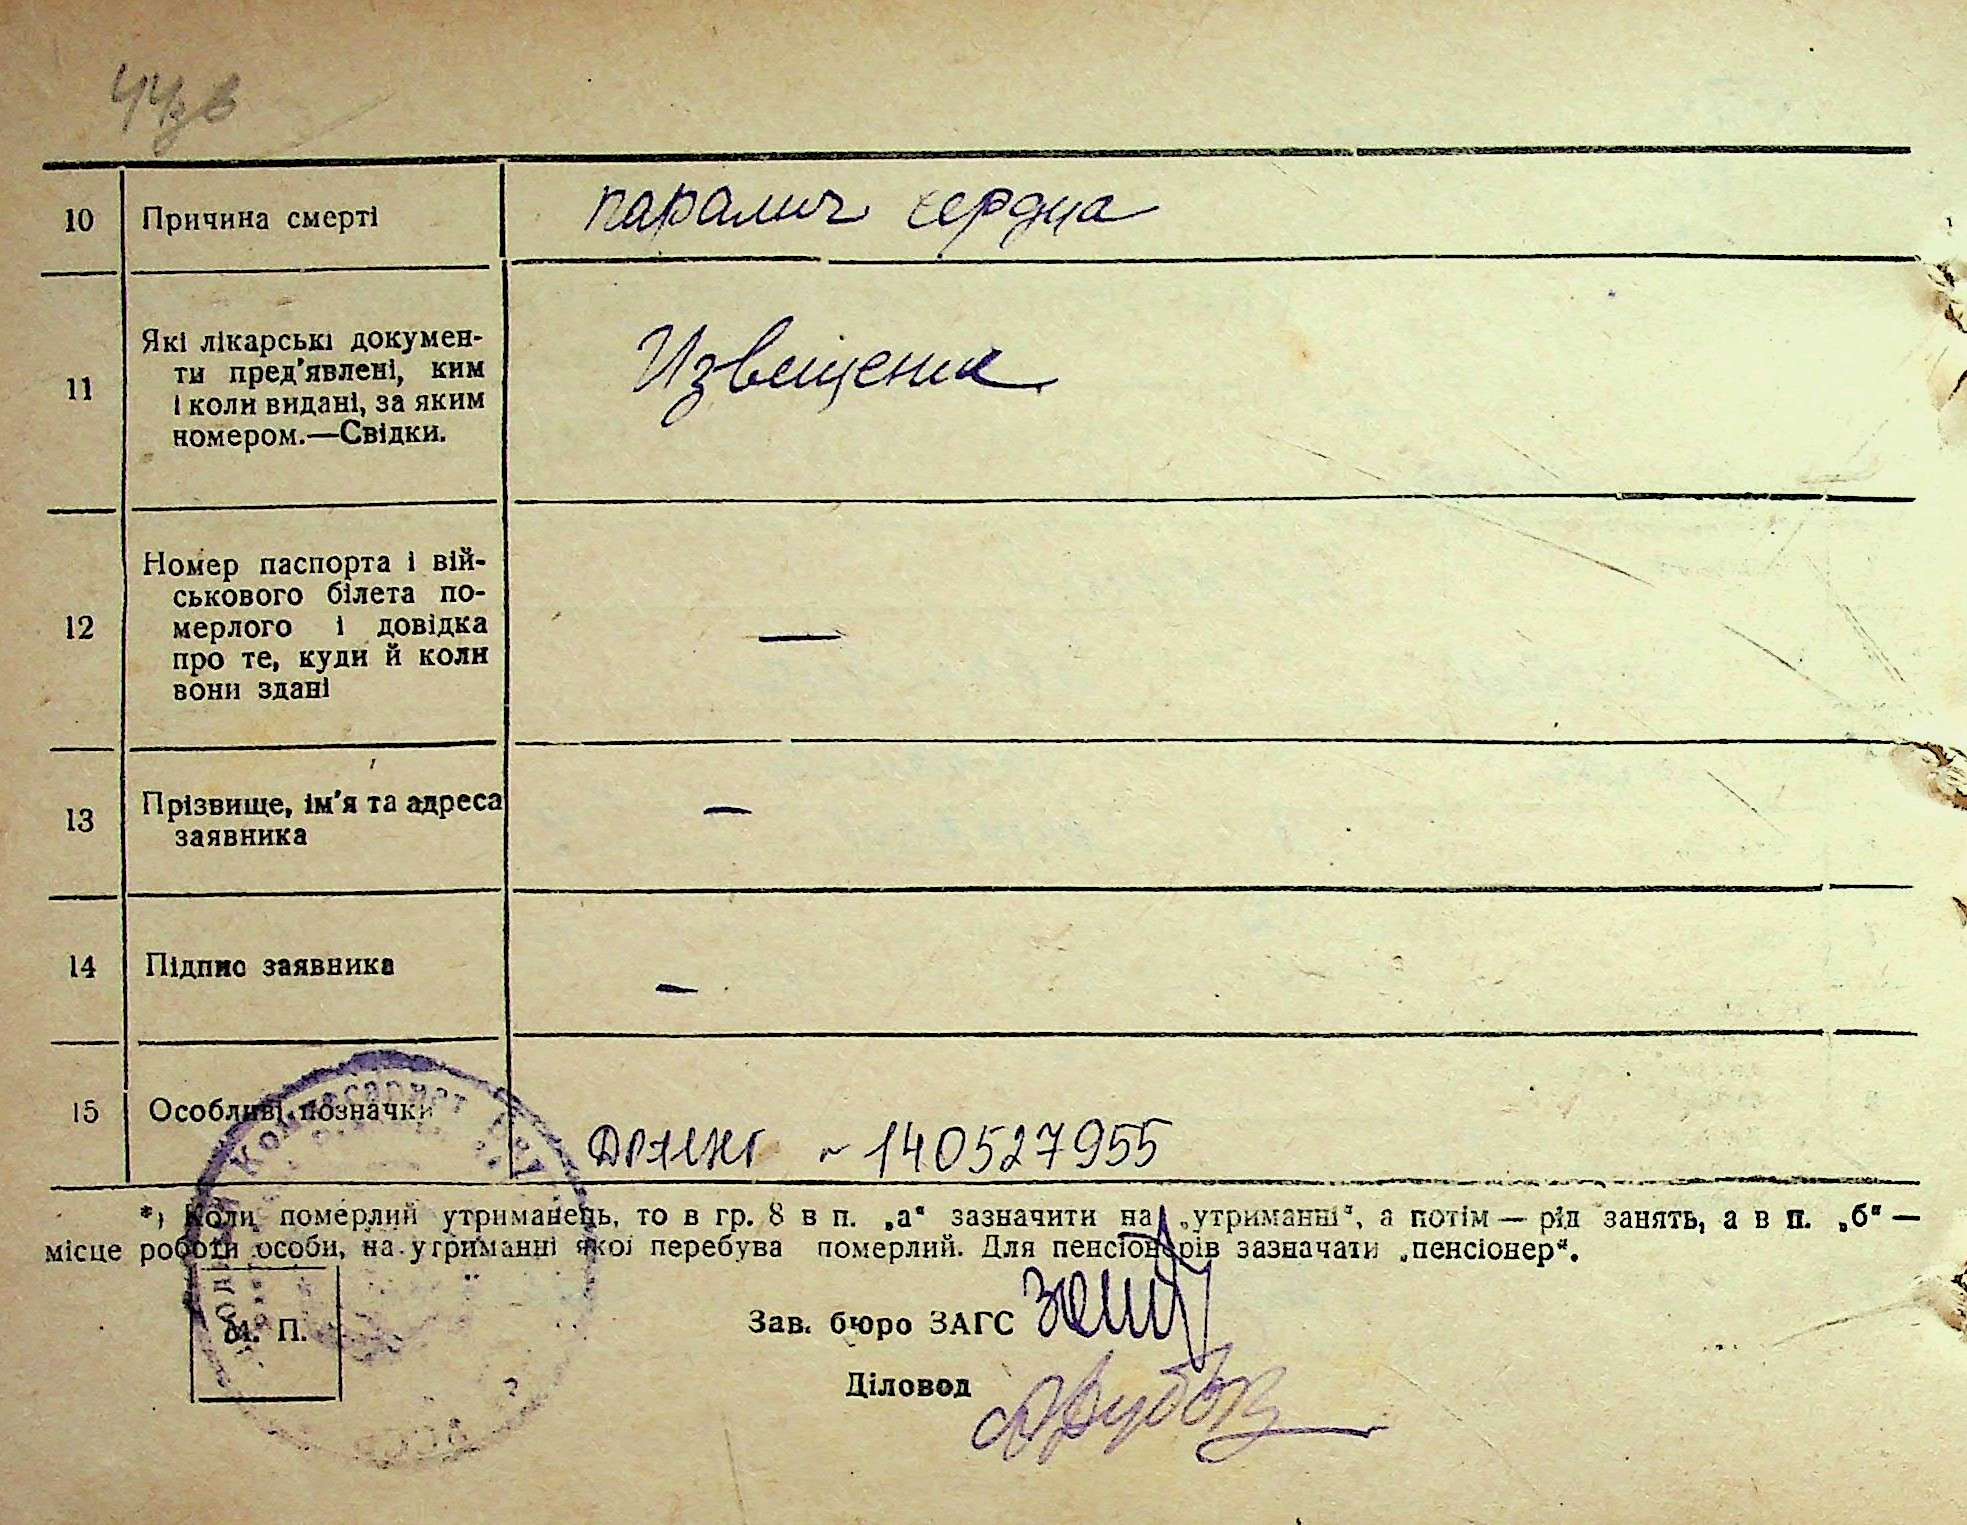 10 Причина смерті паралич сердца
11 Які лікарські докумен-
ти пред'явлені, ким
і коли видані, за яким
номером.—Свідки.
Извещение
12 Номер паспорта і вій-
ськового білета по-
мерлого і довідка
про те, куди й коли
вони здані
—
13 Прізвище, ім'я та адреса
заявника
—
14 Підпис заявника —
15 Особливі позначки
140527955
*) Коли померлий утриманець, то в гр. 8 в п. „а“ зазначити на „утриманні“, а потім — рід занять, а в п. „б“ —
місце роботи особи, на утриманні якої перебував померлий. Для пенсіонерів зазначати „пенсіонер“.
М. П.
Зав. бюро ЗАГС
Діловод